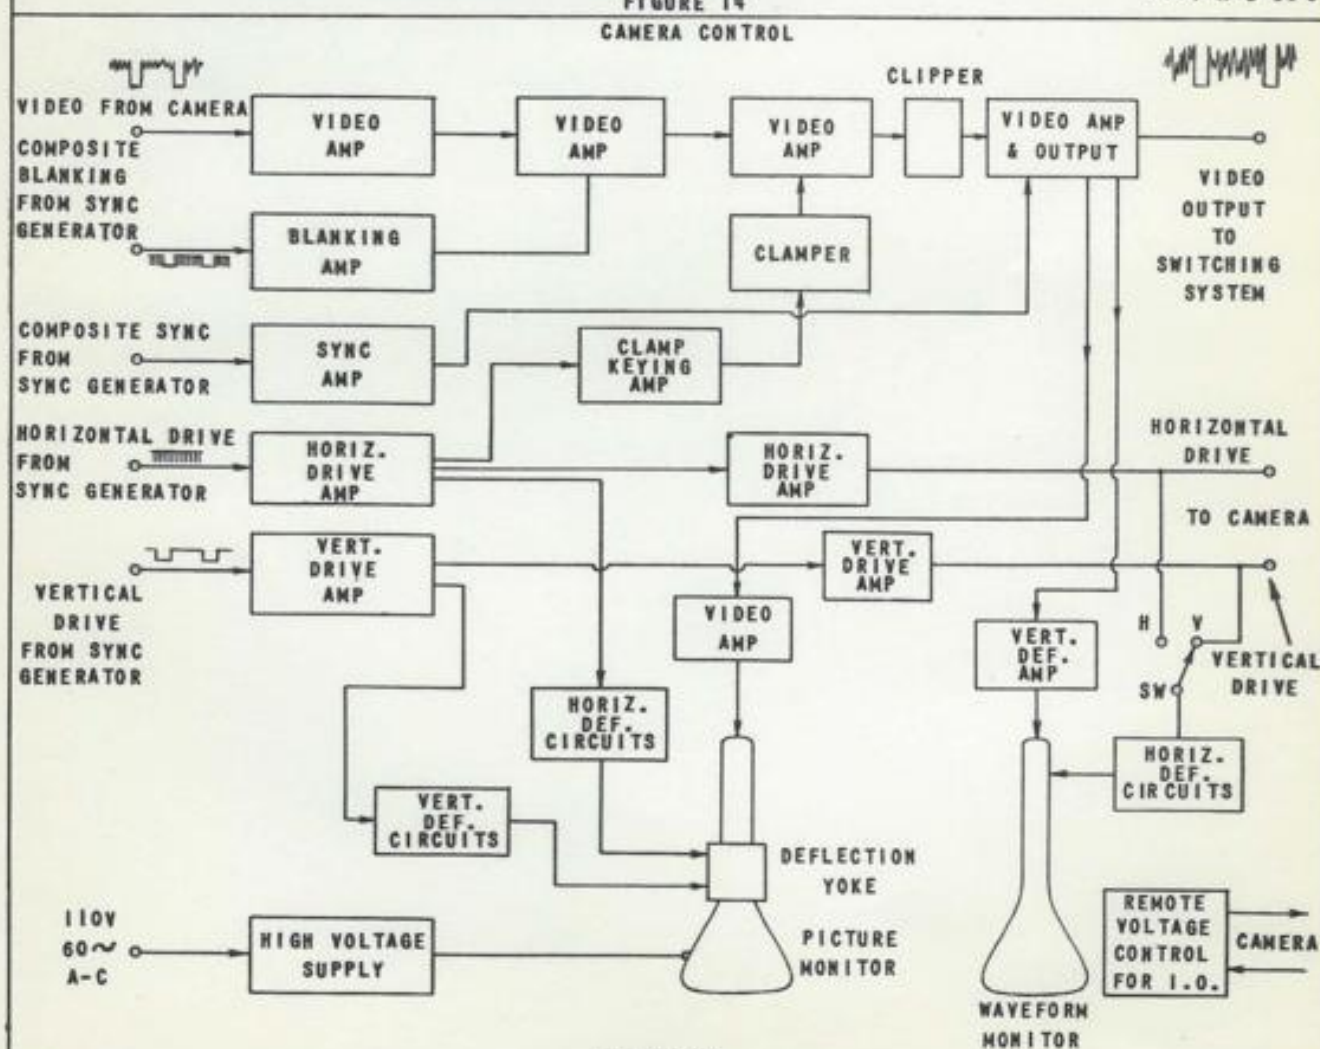 FIGURE 14
CAMERA CONTROL
VIDEO FROM CAMERA
COMPOSITE
BLANKING
FROM SYNC
GENERATOR
VIDEO
AMP
VIDEO
AMP
VIDEO
AMP
CLIPPER
VIDEO AMP
& OUTPUT
VIDEO
OUTPUT
TO
SWITCHING
SYSTEM
BLANKING
AMP
CLAMPER
COMPOSITE SYNC
FROM
SYNC GENERATOR
SYNC
AMP
CLAMP
KEYING
AMP
HORIZONTAL DRIVE
FROM
SYNC GENERATOR
HORIZ.
DRIVE
AMP
HORIZ.
DRIVE
AMP
HORIZONTAL
DRIVE
TO CAMERA
VERTICAL
DRIVE
FROM SYNC
GENERATOR
VERT.
DRIVE
AMP
VERT.
DRIVE
AMP
VIDEO
AMP
VERT.
DEF.
AMP
H
V
SW
VERTICAL
DRIVE
HORIZ.
DEF.
CIRCUITS
HORIZ.
DEF.
CIRCUITS
VERT.
DEF.
CIRCUITS
DEFLECTION
YOKE
110V
60~
A-C
HIGH VOLTAGE
SUPPLY
PICTURE
MONITOR
WAVEFORM
MONITOR
REMOTE
VOLTAGE
CONTROL
FOR I.O.
CAMERA